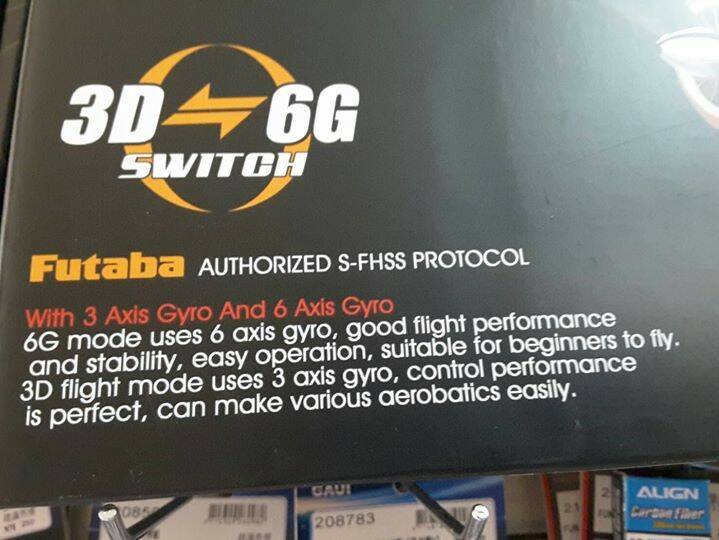 3D 6G
SWITCH
Futaba AUTHORIZED S-FHSS PROTOCOL
With 3 Axis Gyro And 6 Axis Gyro
6G mode uses 6 axis gyro, good flight performance
and stability, easy operation, suitable for beginners to fly.
3D flight mode uses 3 axis gyro, control performance
is perfect, can make various aerobatics easily.
GAUI
208783
ALIGN
Carbon Fiber